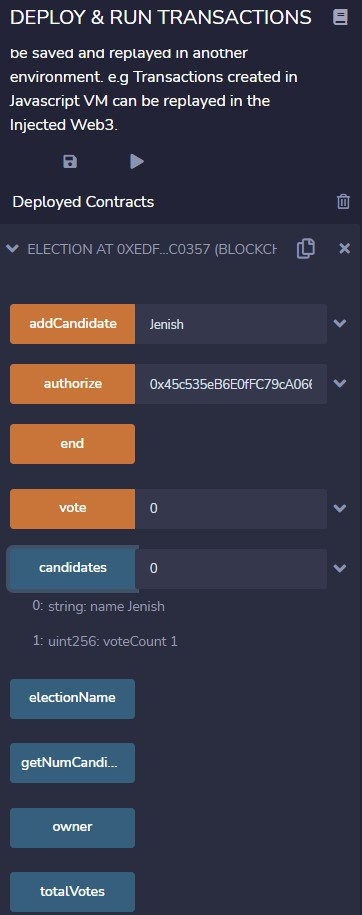 DEPLOY & RUN TRANSACTIONS
be saved and replayed in another
environment. e.g Transactions created in
Javascript VM can be replayed in the
Injected Web3.
Deployed Contracts
ELECTION AT 0XEDF...C0357 (BLOCKCH
addCandidate Jenish
authorize 0x45c535eB6E0fFC79cA066
end
vote 0
candidates 0
0: string: name Jenish
1: uint256: voteCount 1
electionName
getNumCandi...
owner
totalVotes